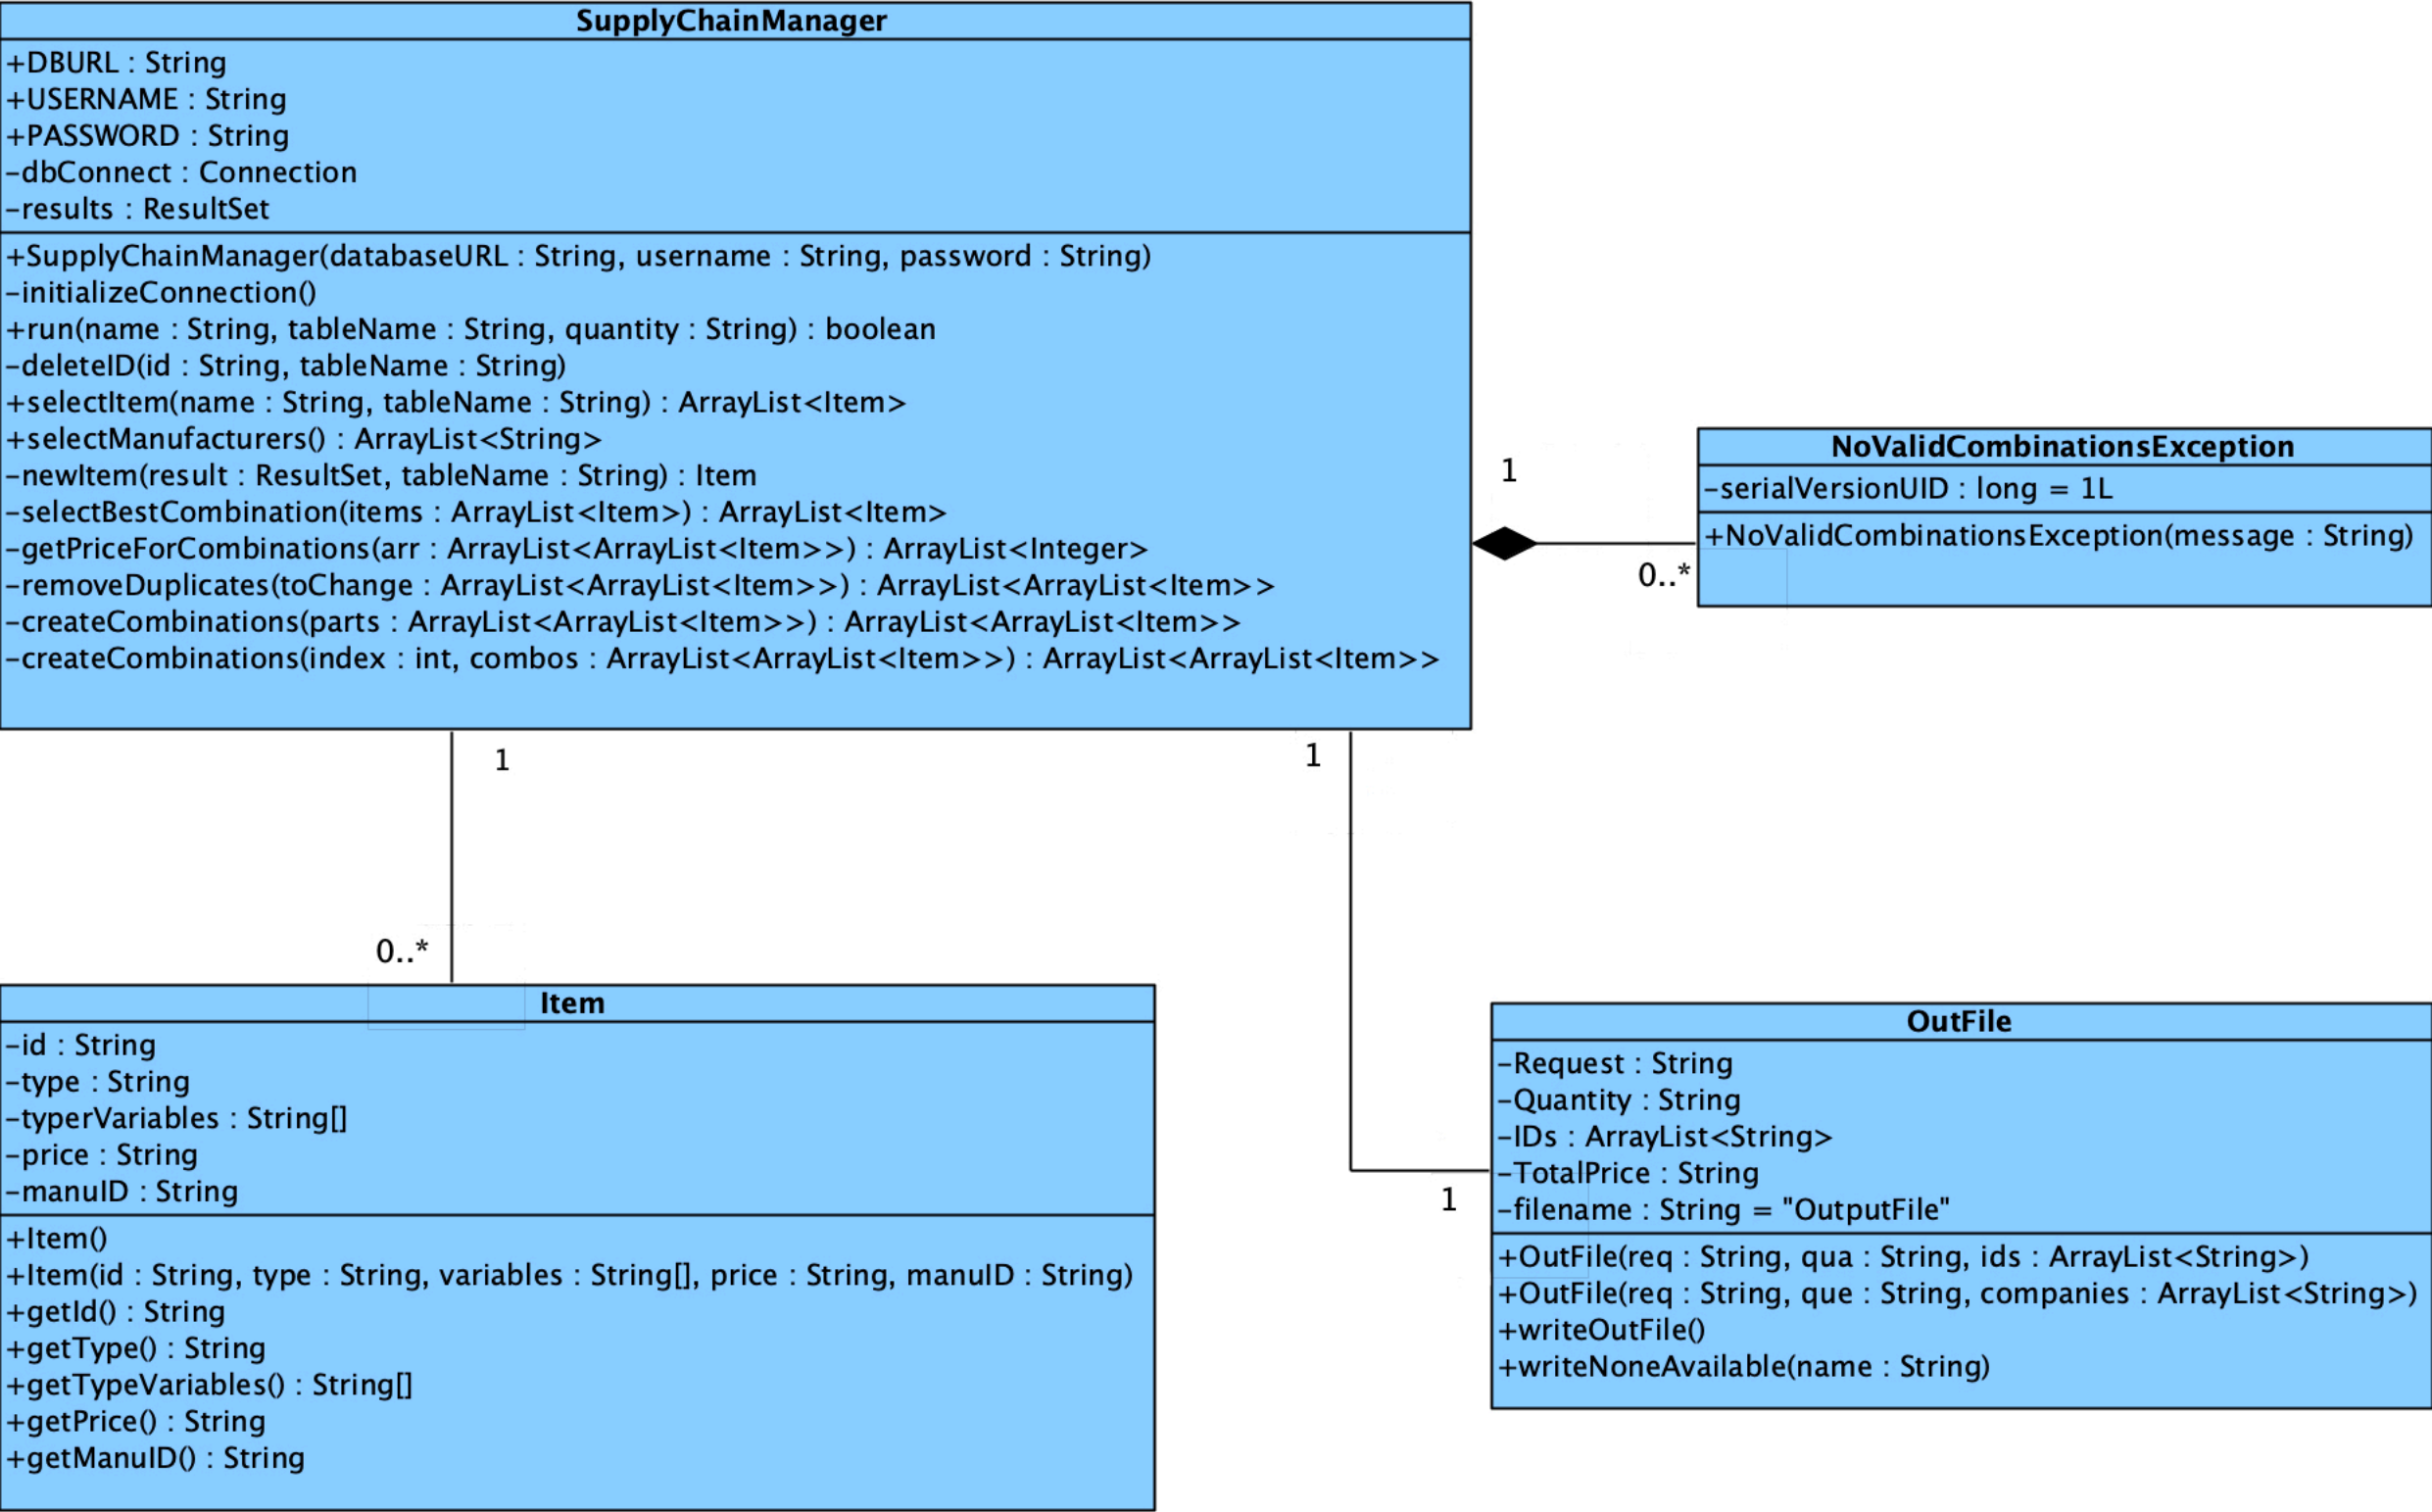 SupplyChainManager
+DBURL : String
+USERNAME : String
+PASSWORD : String
-dbConnect : Connection
-results : ResultSet
+SupplyChainManager(databaseURL : String, username : String, password : String)
-initializeConnection()
+run(name : String, tableName : String, quantity : String) : boolean
-deleteID(id : String, tableName : String)
+selectItem(name : String, tableName : String) : ArrayList<Item>
+selectManufacturers() : ArrayList<String>
-newItem(result : ResultSet, tableName : String) : Item
-selectBestCombination(items : ArrayList<Item>) : ArrayList<Item>
-getPriceForCombinations(arr : ArrayList<ArrayList<Item>>) : ArrayList<Integer>
-removeDuplicates(toChange : ArrayList<ArrayList<Item>>) : ArrayList<ArrayList<Item>>
-createCombinations(parts : ArrayList<ArrayList<Item>>) : ArrayList<ArrayList<Item>>
-createCombinations(index : int, combos : ArrayList<ArrayList<Item>>) : ArrayList<ArrayList<Item>>
1
0..*
NoValidCombinationsException
-serialVersionUID : long = 1L
+NoValidCombinationsException(message : String)
1
0..*
1
1
Item
-id : String
-type : String
-typerVariables : String[]
-price : String
-manuID : String
+Item()
+Item(id : String, type : String, variables : String[], price : String, manuID : String)
+getId() : String
+getType() : String
+getTypeVariables() : String[]
+getPrice() : String
+getManuID() : String
OutFile
-Request : String
-Quantity : String
-IDs : ArrayList<String>
-TotalPrice : String
-filename : String = "OutputFile"
+OutFile(req : String, qua : String, ids : ArrayList<String>)
+OutFile(req : String, que : String, companies : ArrayList<String>)
+writeOutFile()
+writeNoneAvailable(name : String)